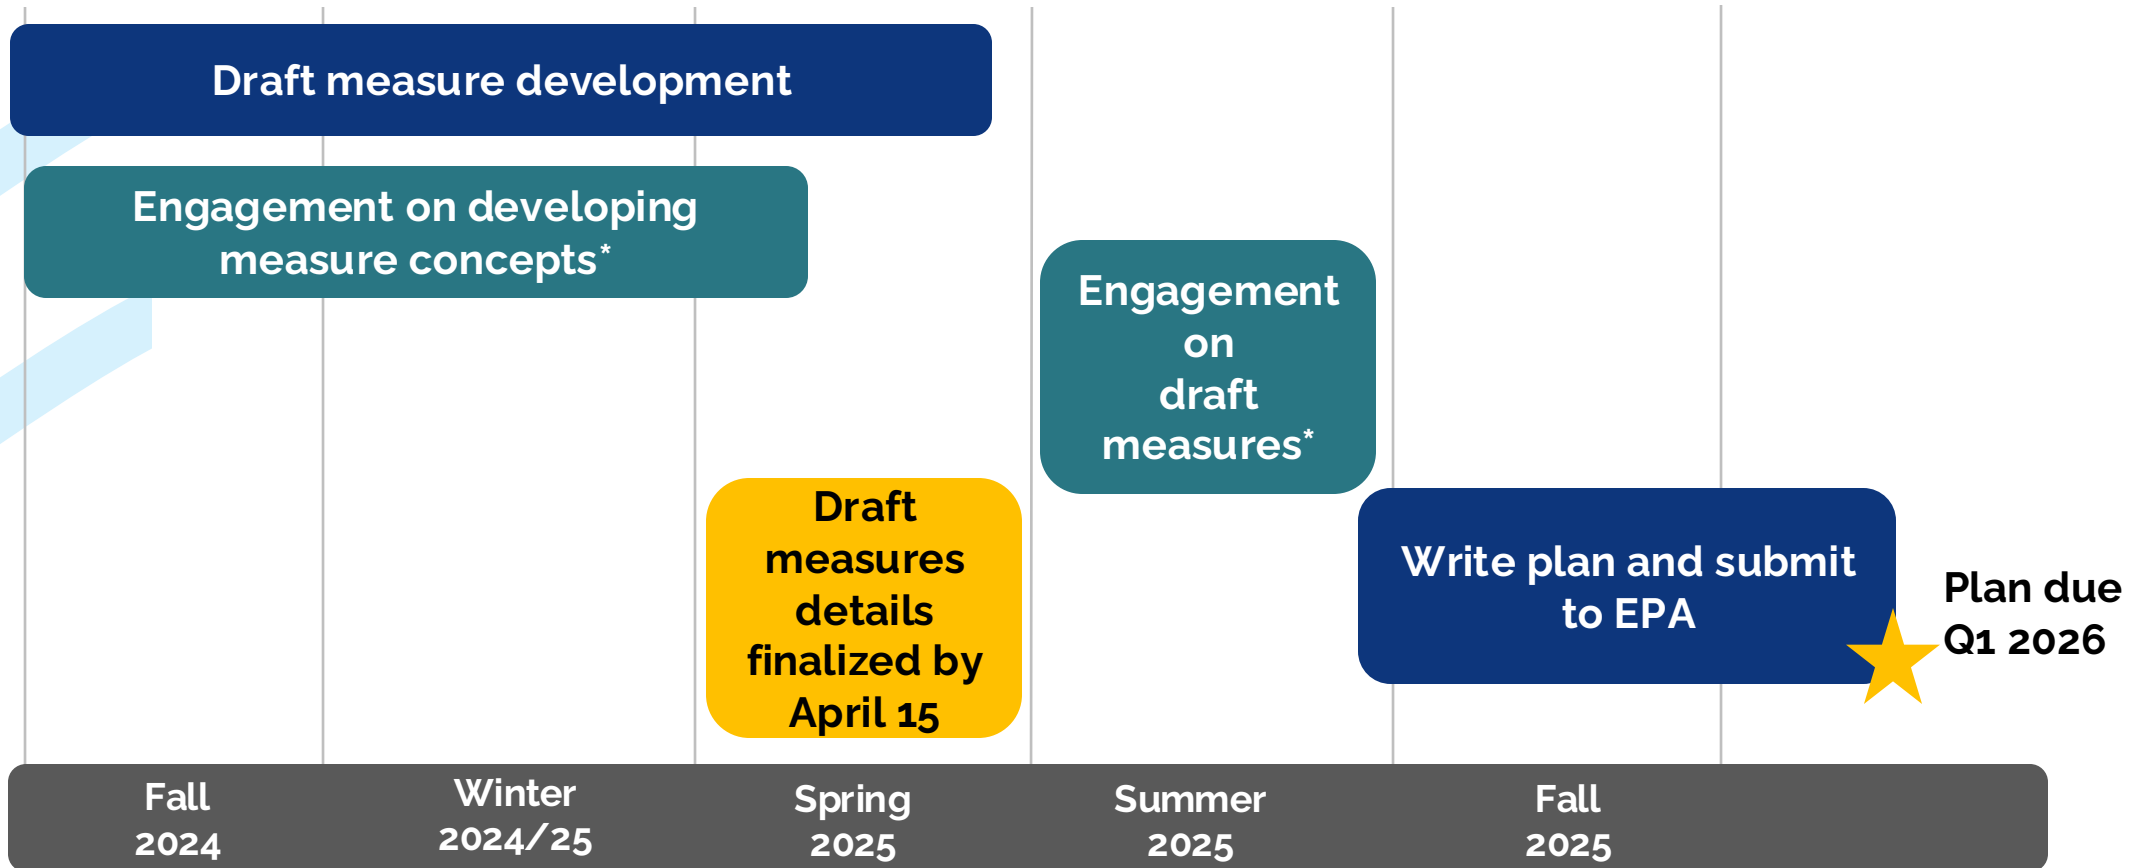 Draft measure development
Engagement on developing
measure concepts*
Engagement
on
draft
measures*
Draft
measures
details
finalized by
April 15
Write plan and submit
to EPA
Plan due
Q1 2026
Fall
2024
Winter
2024/25
Spring
2025
Summer
2025
Fall
2025